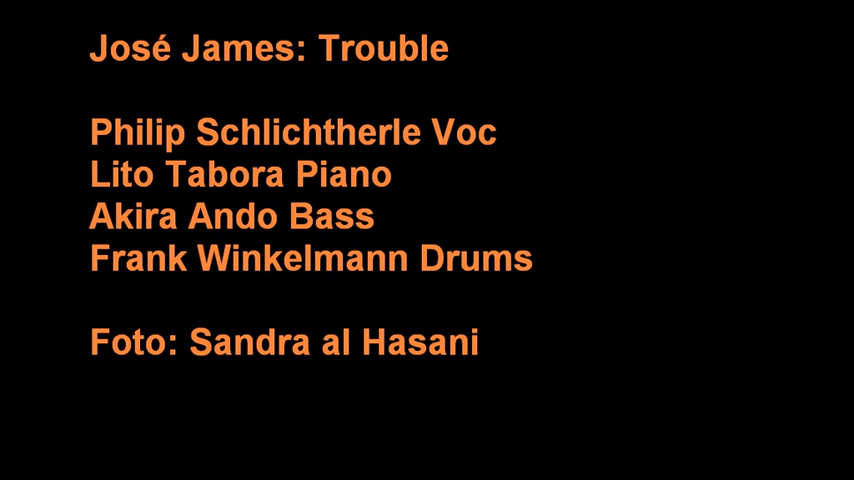 José James: Trouble
Philip Schlichtherle Voc
Lito Tabora Piano
Akira Ando Bass
Frank Winkelmann Drums
Foto: Sandra al Hasani